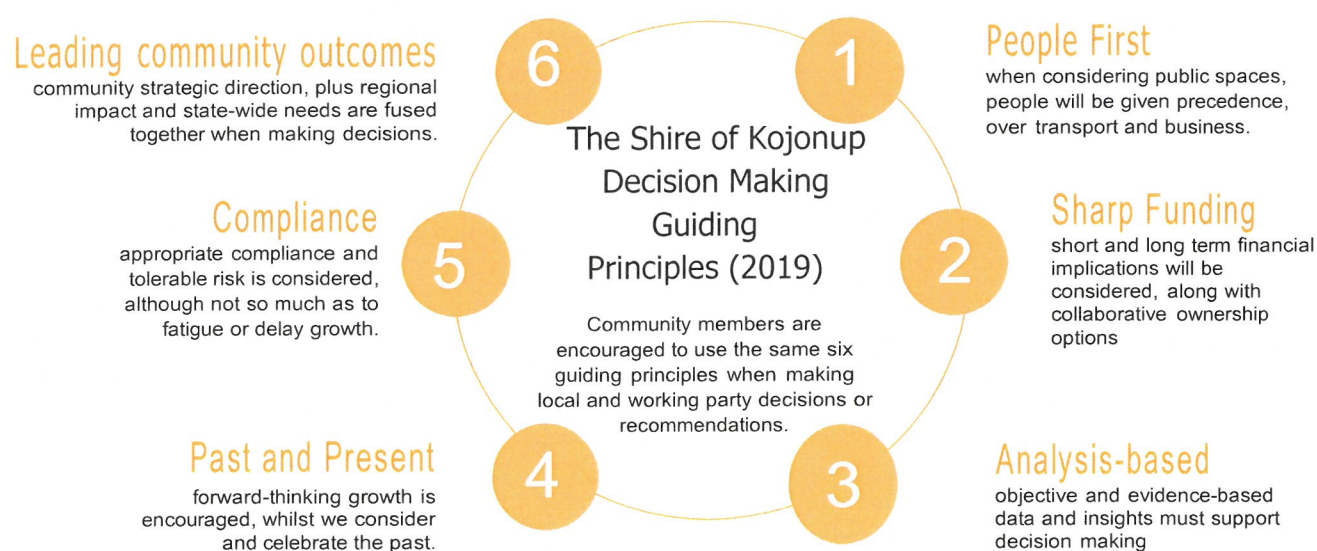 The Shire of Kojonup
Decision Making
Guiding
Principles (2019)
Community members are
encouraged to use the same six
guiding principles when making
local and working party decisions or
recommendations.
1
People First
when considering public spaces,
people will be given precedence,
over transport and business.
2
Sharp Funding
short and long term financial
implications will be
considered, along with
collaborative ownership
options
3
Analysis-based
objective and evidence-based
data and insights must support
decision making
4
Past and Present
forward-thinking growth is
encouraged, whilst we consider
and celebrate the past.
5
Compliance
appropriate compliance and
tolerable risk is considered,
although not so much as to
fatigue or delay growth.
6
Leading community outcomes
community strategic direction, plus regional
impact and state-wide needs are fused
together when making decisions.